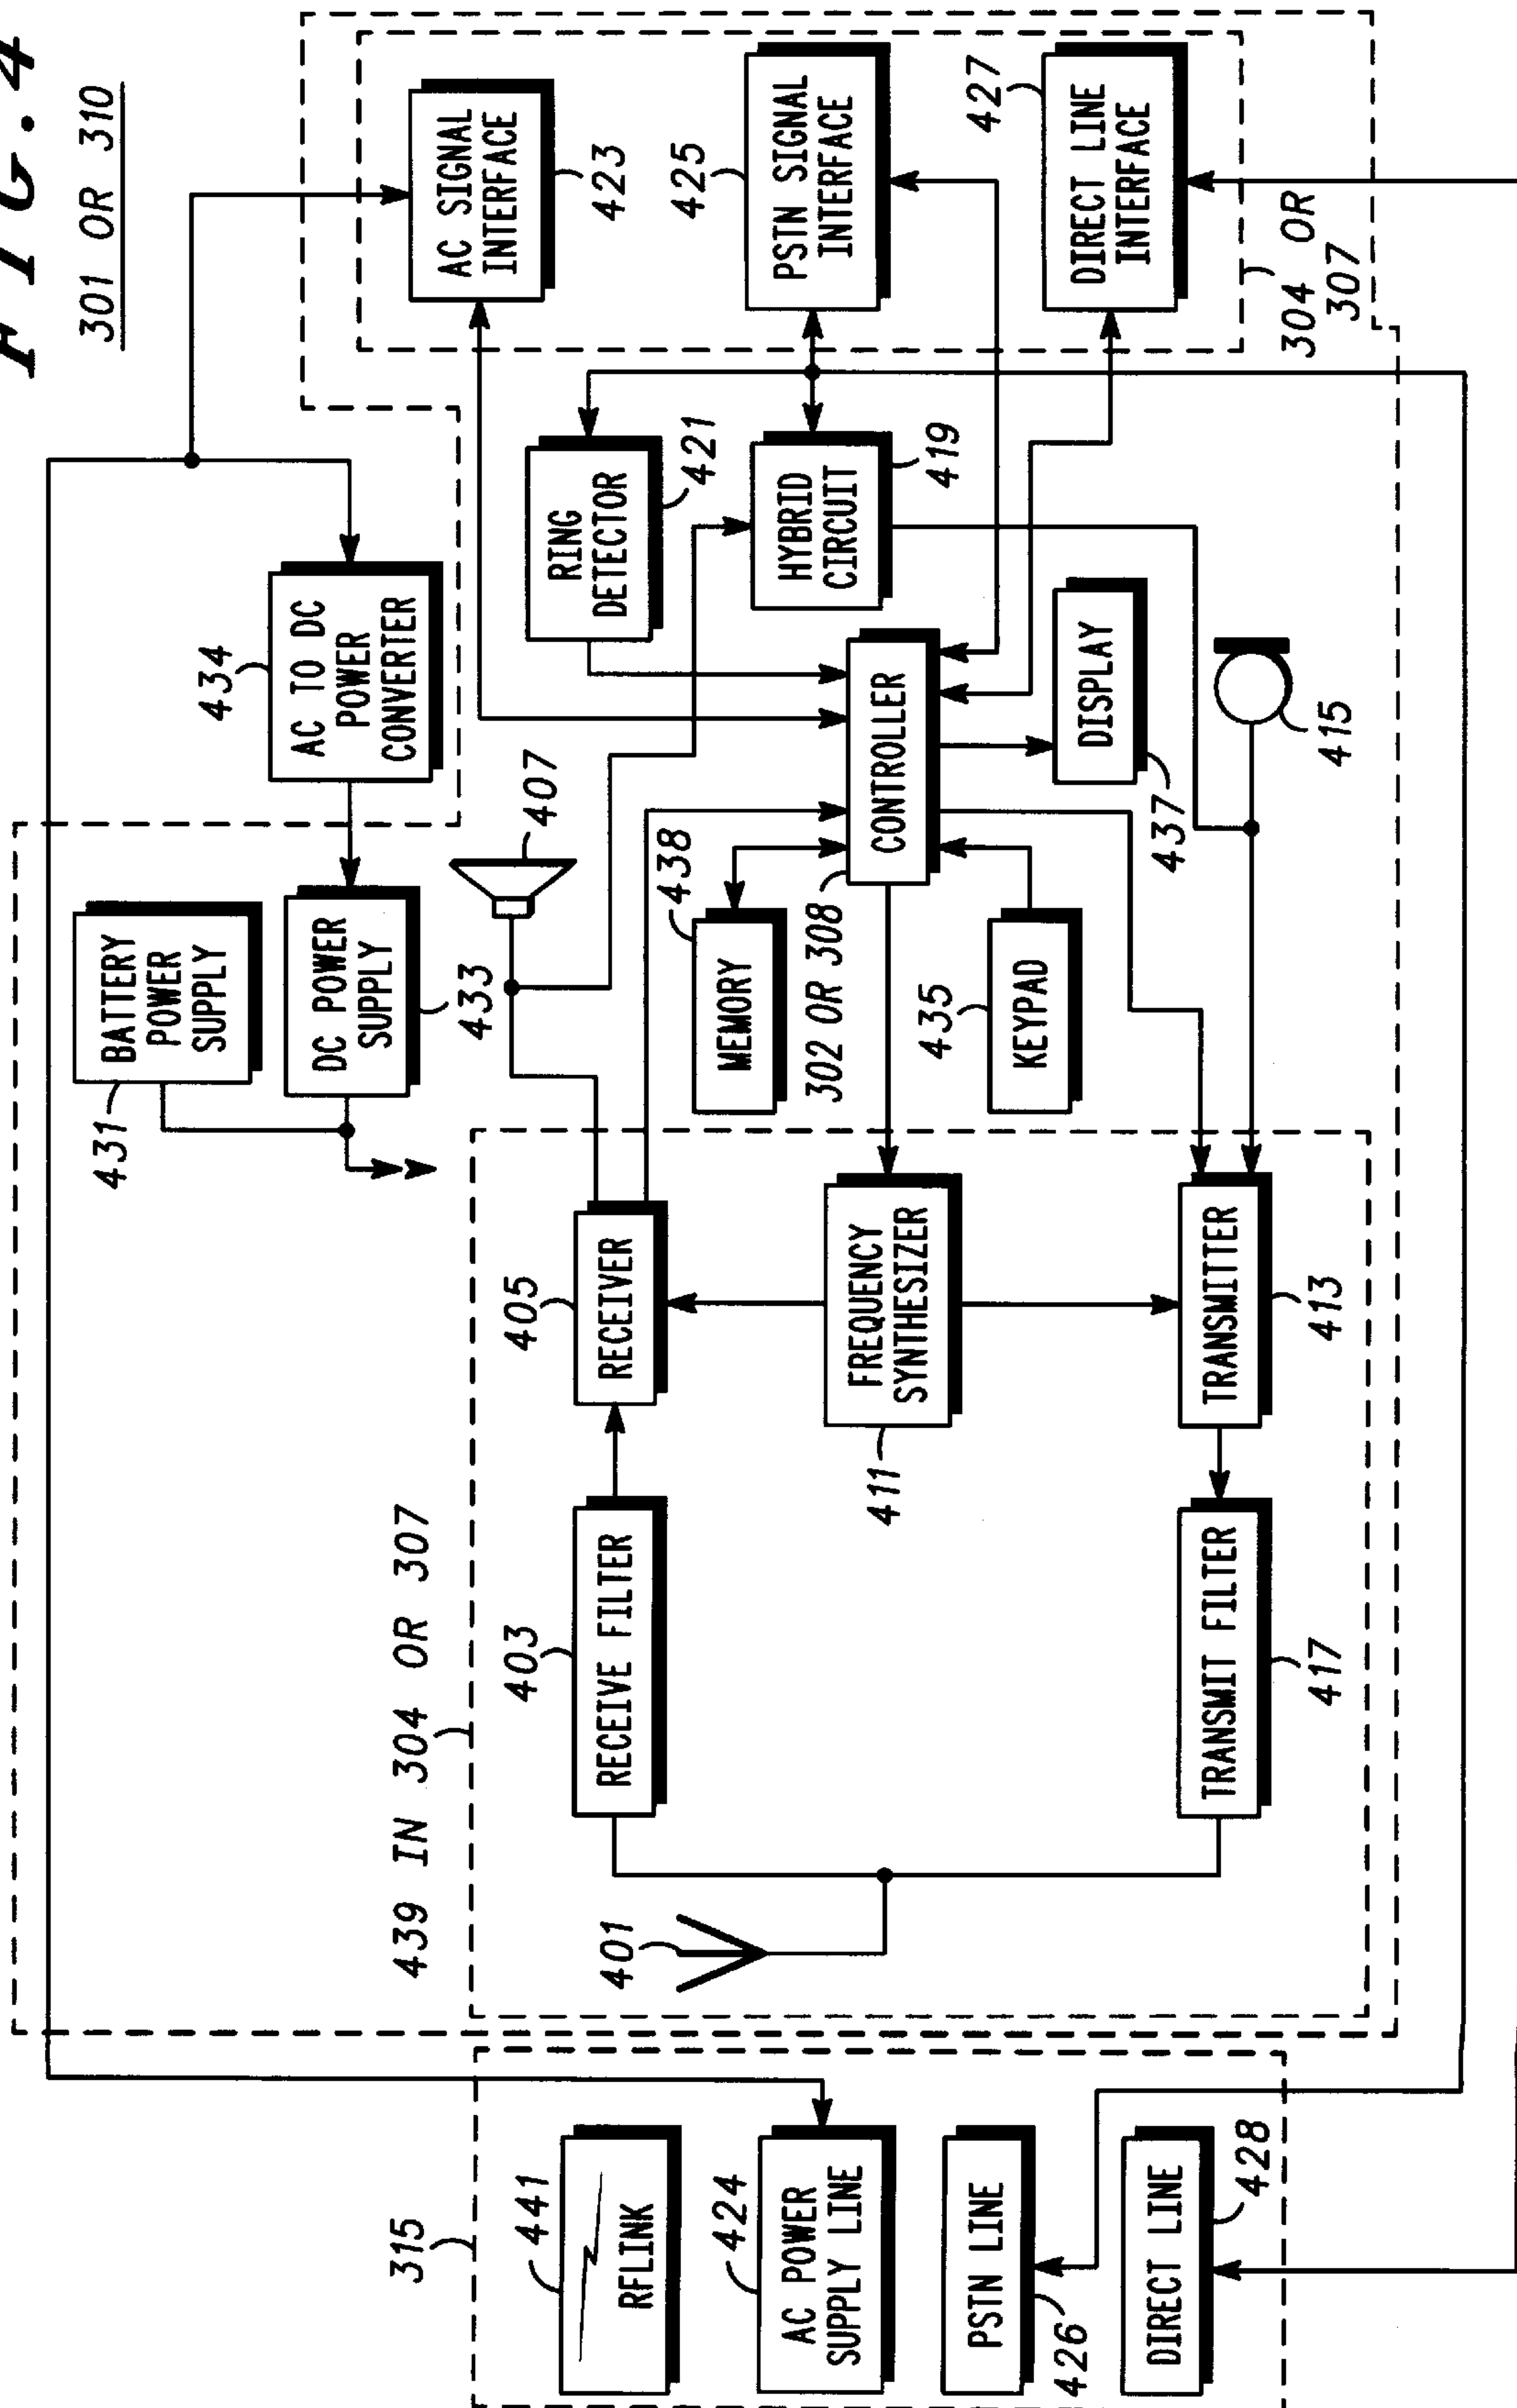 FIG. 4
301 OR 310
315
441
RFLINK
424
AC POWER
SUPPLY LINE
PSTN LINE
426
DIRECT LINE
428
439 IN 304 OR 307
401
403
RECEIVE FILTER
405
RECEIVER
411
FREQUENCY
SYNTHESIZER
TRANSMITTER
413
TRANSMIT FILTER
417
431
BATTERY
POWER
SUPPLY
DC POWER
SUPPLY
433
434
AC TO DC
POWER
CONVERTER
407
438
MEMORY
302 OR 308
CONTROLLER
435
KEYPAD
DISPLAY
437
415
RING
DETECTOR
421
HYBRID
CIRCUIT
419
AC SIGNAL
INTERFACE
423
425
PSTN SIGNAL
INTERFACE
427
DIRECT LINE
INTERFACE
304 OR
307